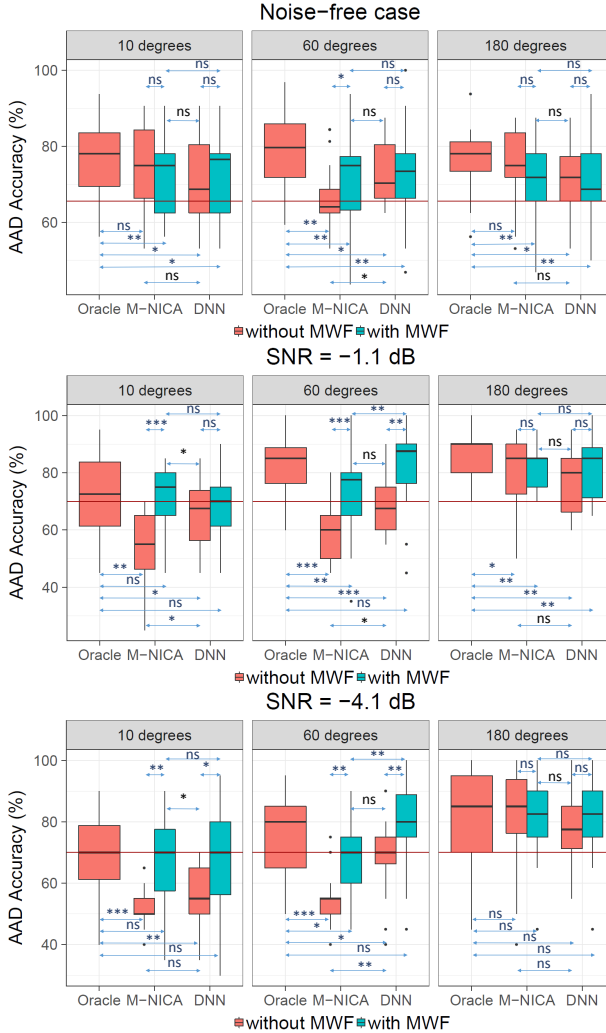 Noise−free case
10 degrees 60 degrees 180 degrees
AAD Accuracy (%)
100
80
60
ns
ns ns
ns
ns
**
*
*
ns
ns
* ns
ns
**
**
*
**
*
ns
ns ns
ns
ns
**
*
**
ns
Oracle M−NICA DNN Oracle M−NICA DNN Oracle M−NICA DNN
without MWF with MWF
SNR = −1.1 dB
10 degrees 60 degrees 180 degrees
AAD Accuracy (%)
100
80
60
40
ns
*** ns
*
**
ns
*
ns
*
**
*** **
ns
***
**
***
ns
*
ns
ns ns
ns
*
**
**
**
ns
Oracle M−NICA DNN Oracle M−NICA DNN Oracle M−NICA DNN
without MWF with MWF
SNR = −4.1 dB
10 degrees 60 degrees 180 degrees
AAD Accuracy (%)
100
80
60
40
ns
** *
*
***
ns
**
ns
ns
**
** **
ns
***
*
*
ns
**
ns
ns ns
ns
ns
ns
ns
ns
ns
Oracle M−NICA DNN Oracle M−NICA DNN Oracle M−NICA DNN
without MWF with MWF